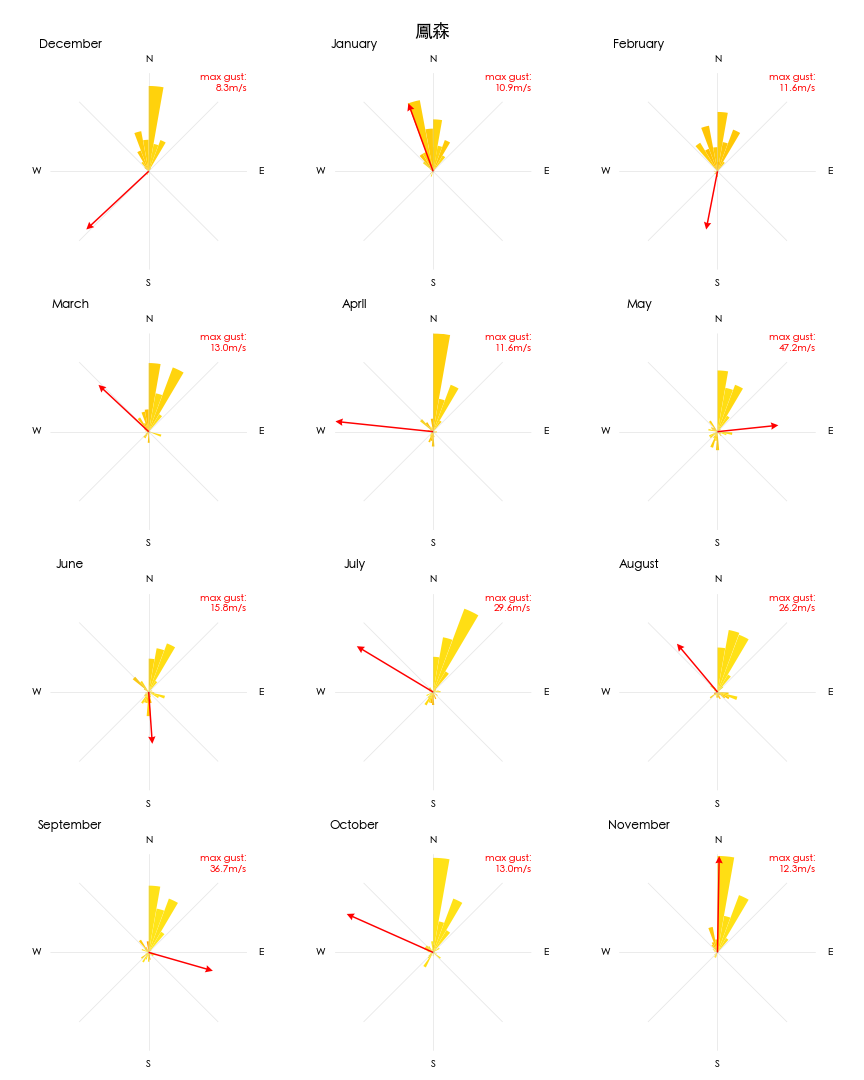 鳳森
December
January
February
N
N
N
max gust:
8.3m/s
max gust:
10.9m/s
max gust:
11.6m/s
W
E
W
E
W
E
S
S
S
March
April
May
N
N
N
max gust:
13.0m/s
max gust:
11.6m/s
max gust:
47.2m/s
W
E
W
E
W
E
S
S
S
June
July
August
N
N
N
max gust:
15.8m/s
max gust:
29.6m/s
max gust:
26.2m/s
W
E
W
E
W
E
S
S
S
September
October
November
N
N
N
max gust:
36.7m/s
max gust:
13.0m/s
max gust:
12.3m/s
W
E
W
E
W
E
S
S
S